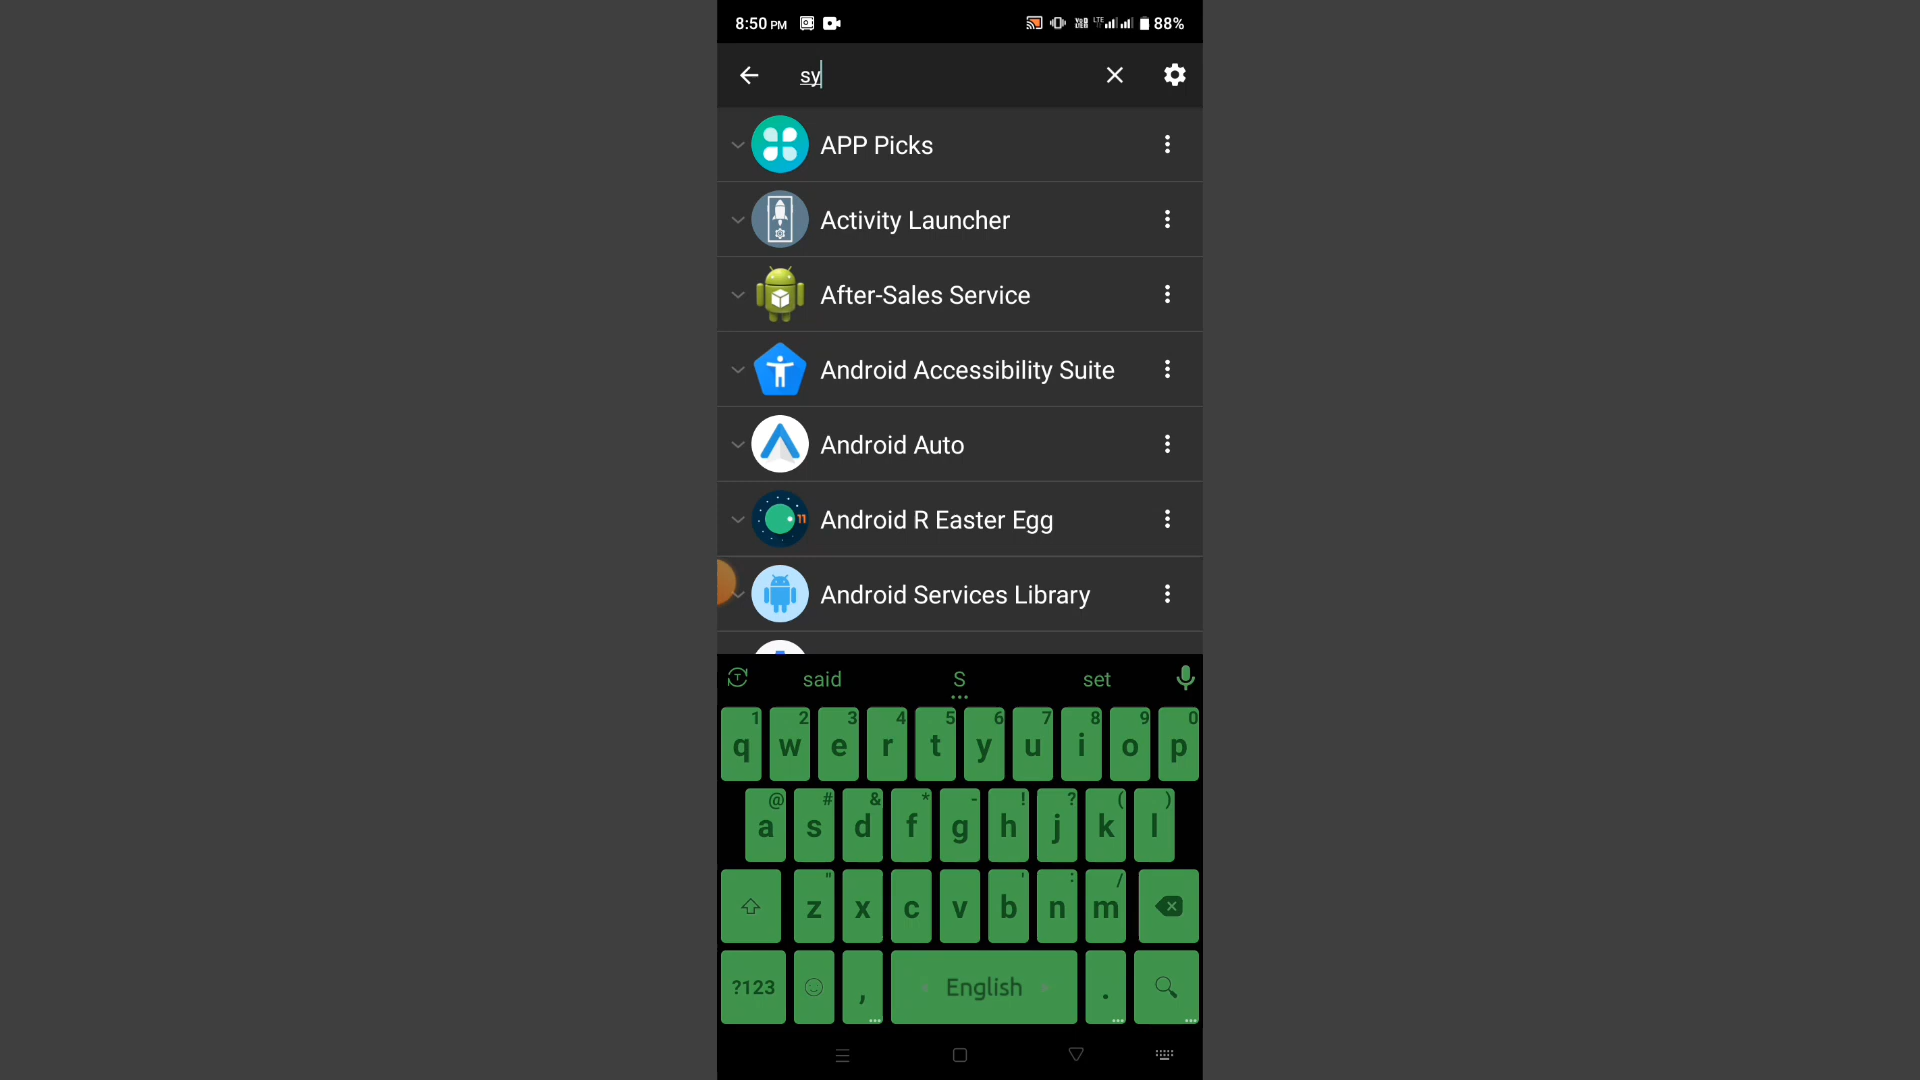 8:50 PM
88%
sy
APP Picks
Activity Launcher
After-Sales Service
Android Accessibility Suite
Android Auto
11
Android R Easter Egg
Android Services Library
said S set
1 2 3 4 5 6 7 8 9 0
q w e r t y u i o p
@ # & * - ! ? ( )
a s d f g h j k l
" ' : /
z x c v b n m
?123 , English .